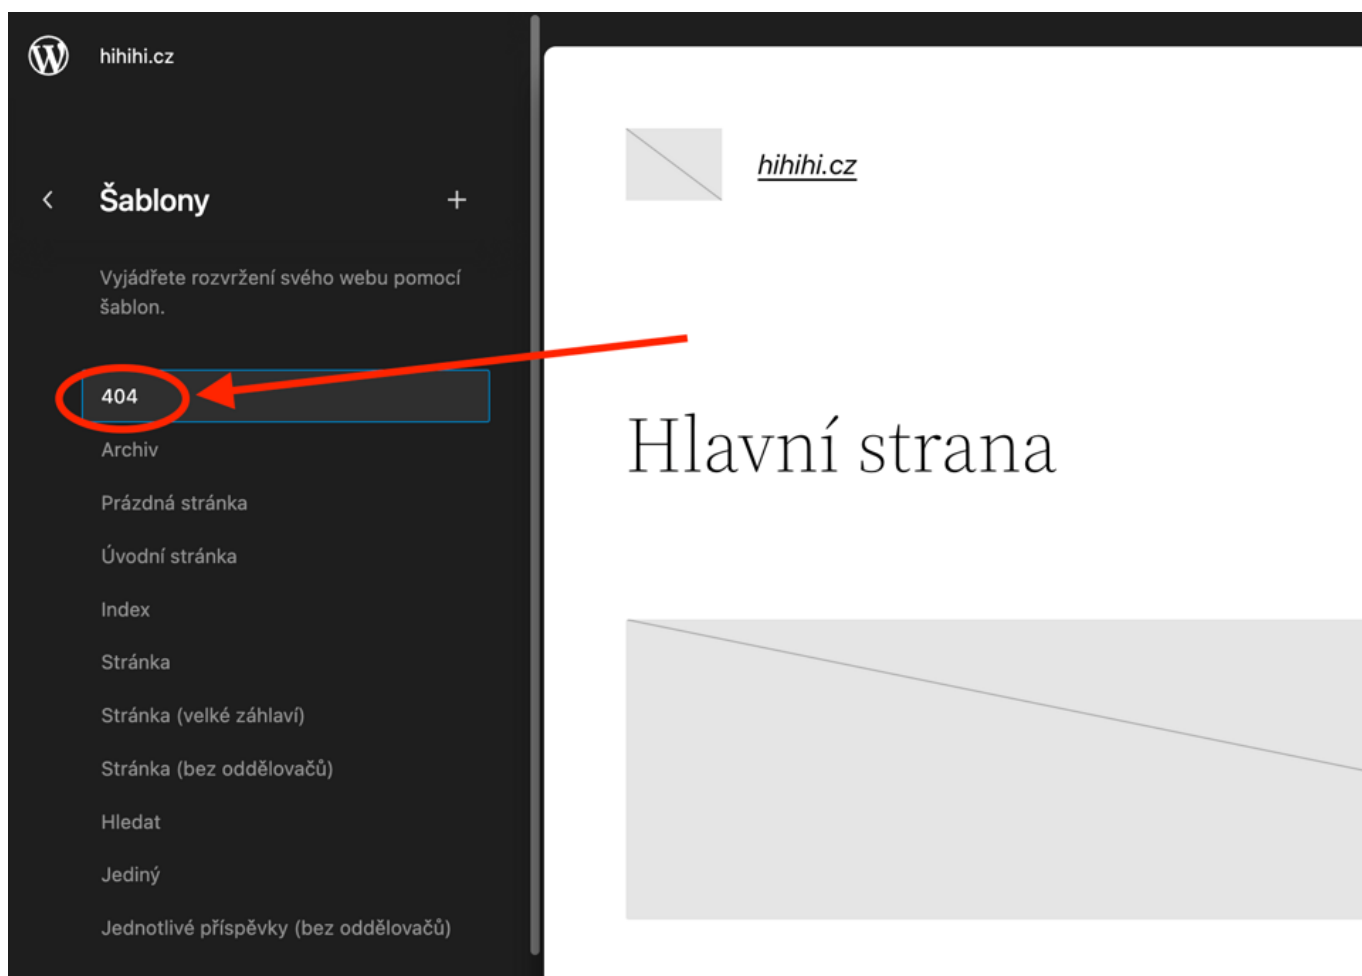 hihihi.cz
Šablony
Vyjádřete rozvržení svého webu pomocí
šablon.
404
Archiv
Prázdná stránka
Úvodní stránka
Index
Stránka
Stránka (velké záhlaví)
Stránka (bez oddělovačů)
Hledat
Jediný
Jednotlivé příspěvky (bez oddělovačů)
hihihi.cz
Hlavní strana